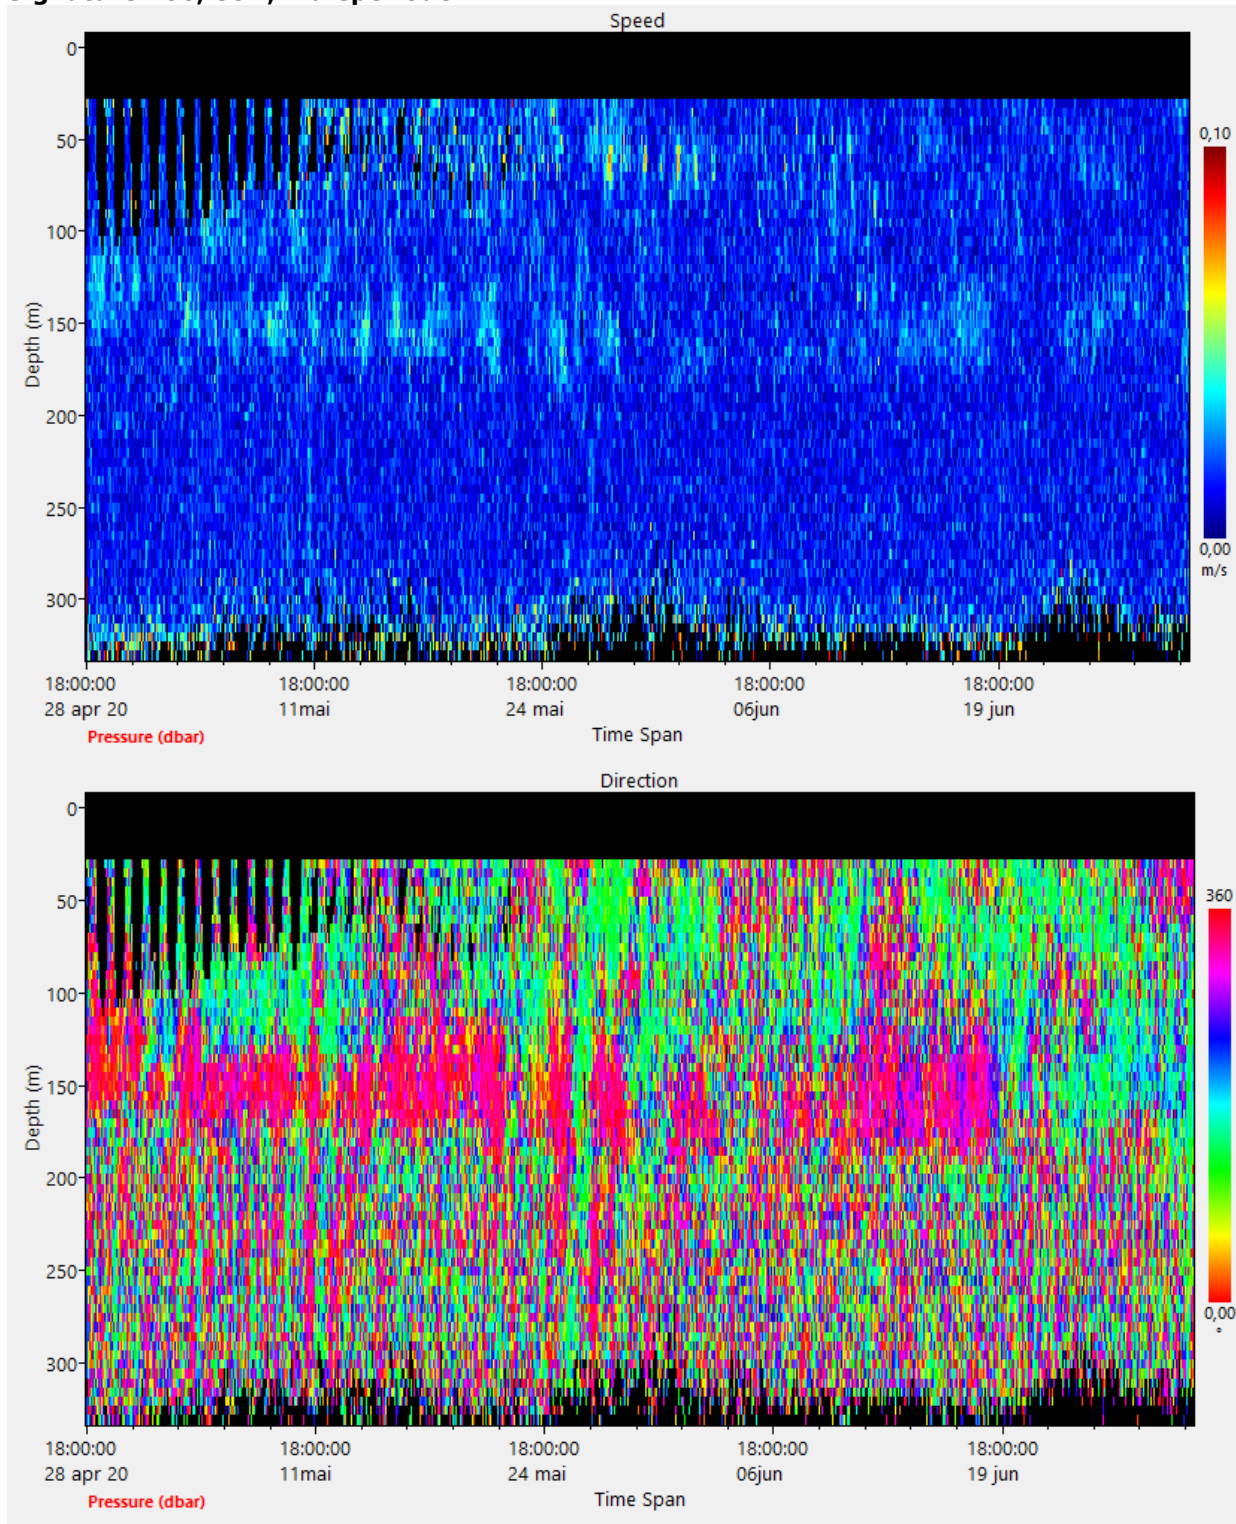 Speed
0
50
100
150
200
250
300
Depth (m)
0,10
0,00
m/s
18:00:00 18:00:00 18:00:00 18:00:00 18:00:00
28 apr 20 11mai 24 mai 06jun 19 jun
Pressure (dbar)
Time Span
Direction
0
50
100
150
200
250
300
Depth (m)
360
0,00
°
18:00:00 18:00:00 18:00:00 18:00:00 18:00:00
28 apr 20 11mai 24 mai 06jun 19 jun
Pressure (dbar)
Time Span